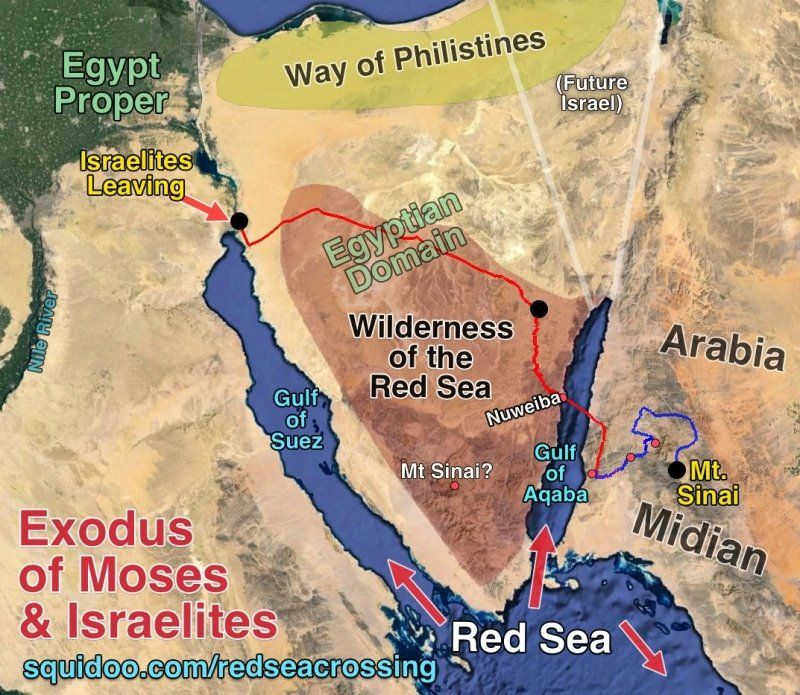 Egypt
Proper
Way of Philistines
(Future
Israel)
Israelites
Leaving
Egyptian
Domain
Nile River
Wilderness
of the
Red Sea
Arabia
Gulf
of
Suez
Nuweiba
Mt Sinai?
Gulf
of
Aqaba
Mt.
Sinai
Midian
Exodus
of Moses
& Israelites
Red Sea
squidoo.com/redseacrossing